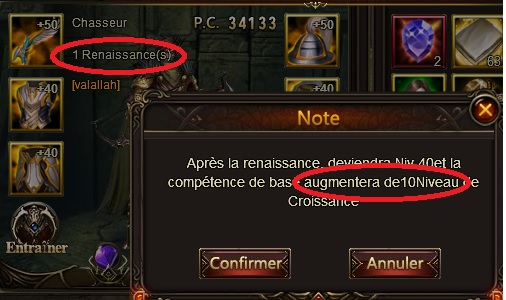 +50
Chasseur
P.C. 34133
+50
1 Renaissance(s)
2
63
+40
[valallah]
+40
Note
Après la renaissance, deviendra Niv 40et la
compétence de base augmentera de10Niveau de
Croissance
+40
Entraîner
Confirmer
Annuler